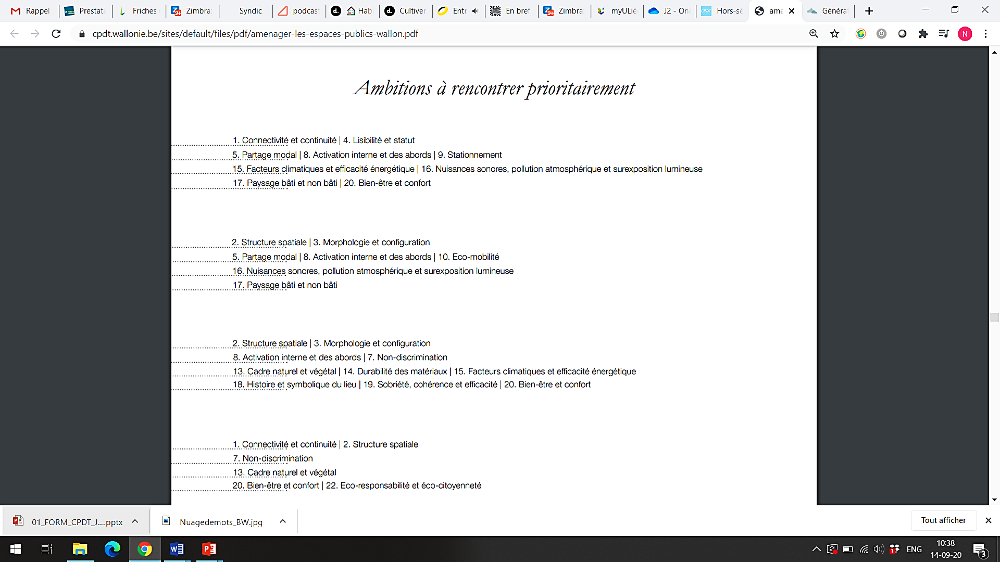 Rappel Prestati Friches Zimbra Syndic podcast Hab Cultiver Entr En bref Zimbra myULiè J2 - On Hors-sé ame Générat
cpdt.wallonie.be/sites/default/files/pdf/amenager-les-espaces-publics-wallon.pdf
N
Ambitions à rencontrer prioritairement
1. Connectivité et continuité | 4. Lisibilité et statut
5. Partage modal | 8. Activation interne et des abords | 9. Stationnement
15. Facteurs climatiques et efficacité énergétique | 16. Nuisances sonores, pollution atmosphérique et surexposition lumineuse
17. Paysage bâti et non bâti | 20. Bien-être et confort
2. Structure spatiale | 3. Morphologie et configuration
5. Partage modal | 8. Activation interne et des abords | 10. Eco-mobilité
16. Nuisances sonores, pollution atmosphérique et surexposition lumineuse
17. Paysage bâti et non bâti
2. Structure spatiale | 3. Morphologie et configuration
8. Activation interne et des abords | 7. Non-discrimination
13. Cadre naturel et végétal | 14. Durabilité des matériaux | 15. Facteurs climatiques et efficacité énergétique
18. Histoire et symbolique du lieu | 19. Sobriété, cohérence et efficacité | 20. Bien-être et confort
1. Connectivité et continuité | 2. Structure spatiale
7. Non-discrimination
13. Cadre naturel et végétal
20. Bien-être et confort | 22. Eco-responsabilité et éco-citoyenneté
01_FORM_CPDT_J....pptx Nuagedemots_BW.jpg Tout afficher
ENG 10:38
14-09-20 3